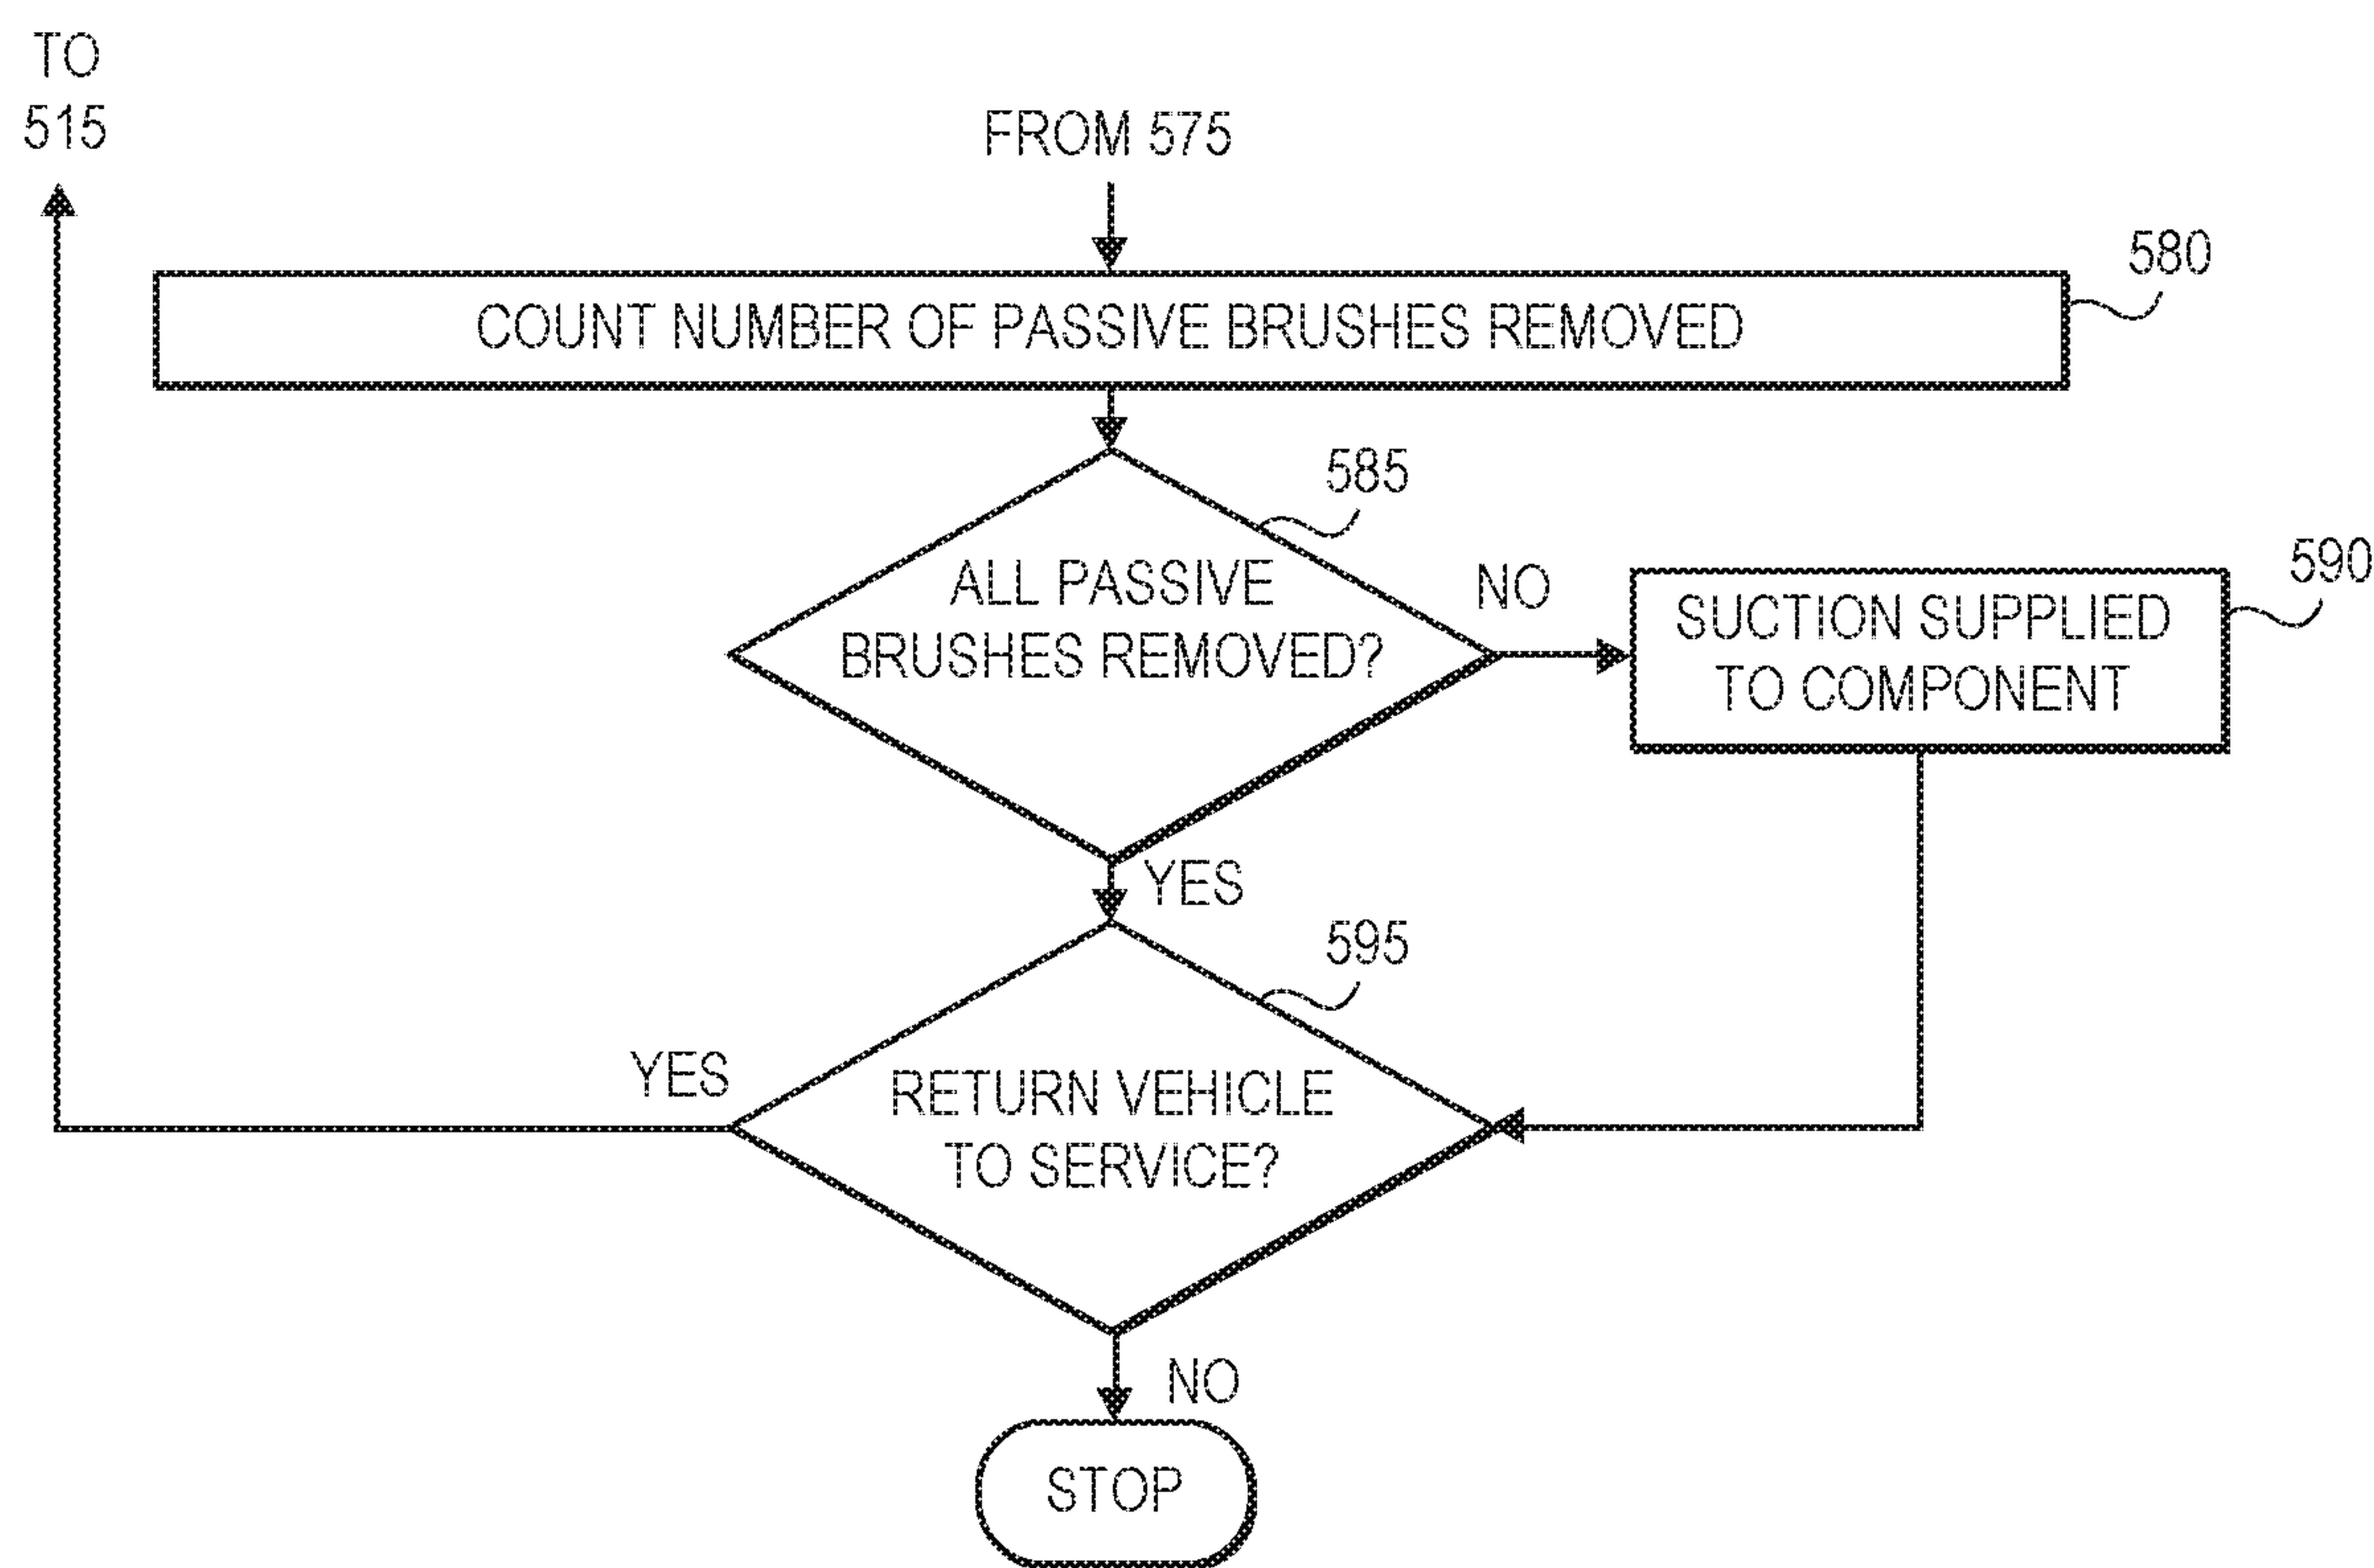 TO
515
FROM 575
580
COUNT NUMBER OF PASSIVE BRUSHES REMOVED
585
ALL PASSIVE
BRUSHES REMOVED?
NO
590
SUCTION SUPPLIED
TO COMPONENT
YES
595
YES
RETURN VEHICLE
TO SERVICE?
NO
STOP